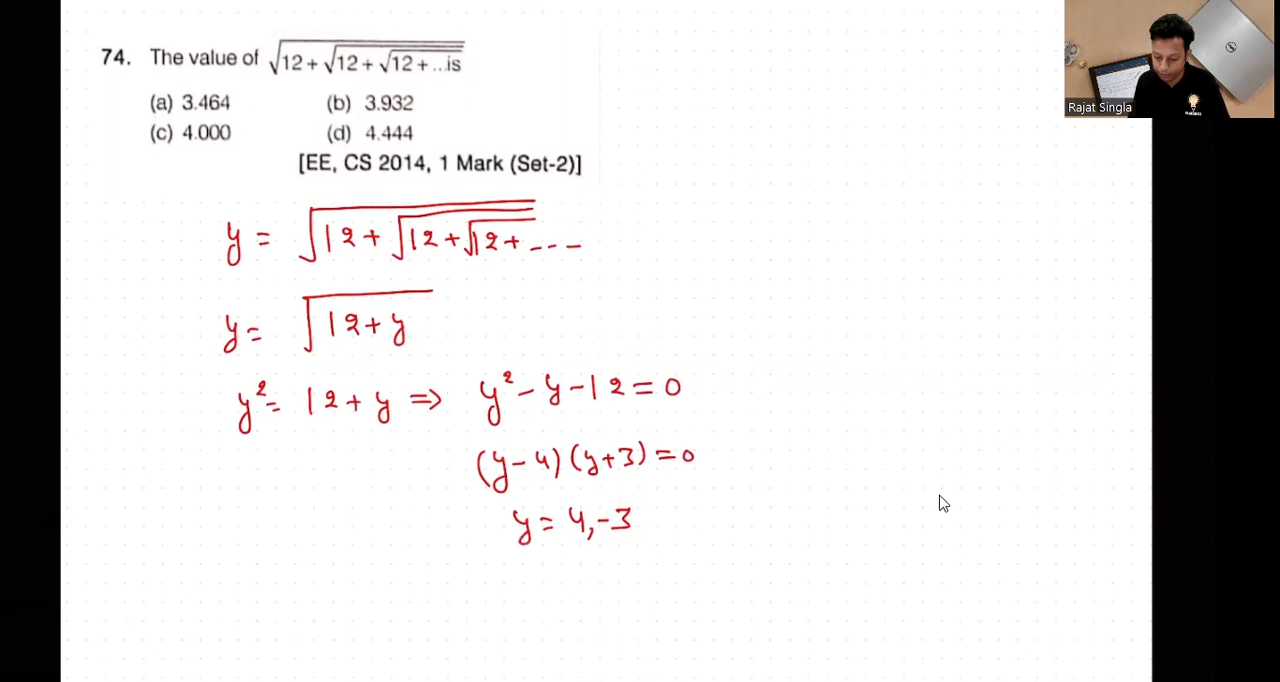 74. The value of √12 + √12 + √12 + ...is
(a) 3.464 (b) 3.932
(c) 4.000 (d) 4.444
[EE, CS 2014, 1 Mark (Set-2)]
y = √12 + √12 + √12 + ----
y = √12 + y
y² = 12 + y ⇒ y² - y - 12 = 0
(y - 4) (y + 3) = 0
y = 4, -3
Rajat Singla